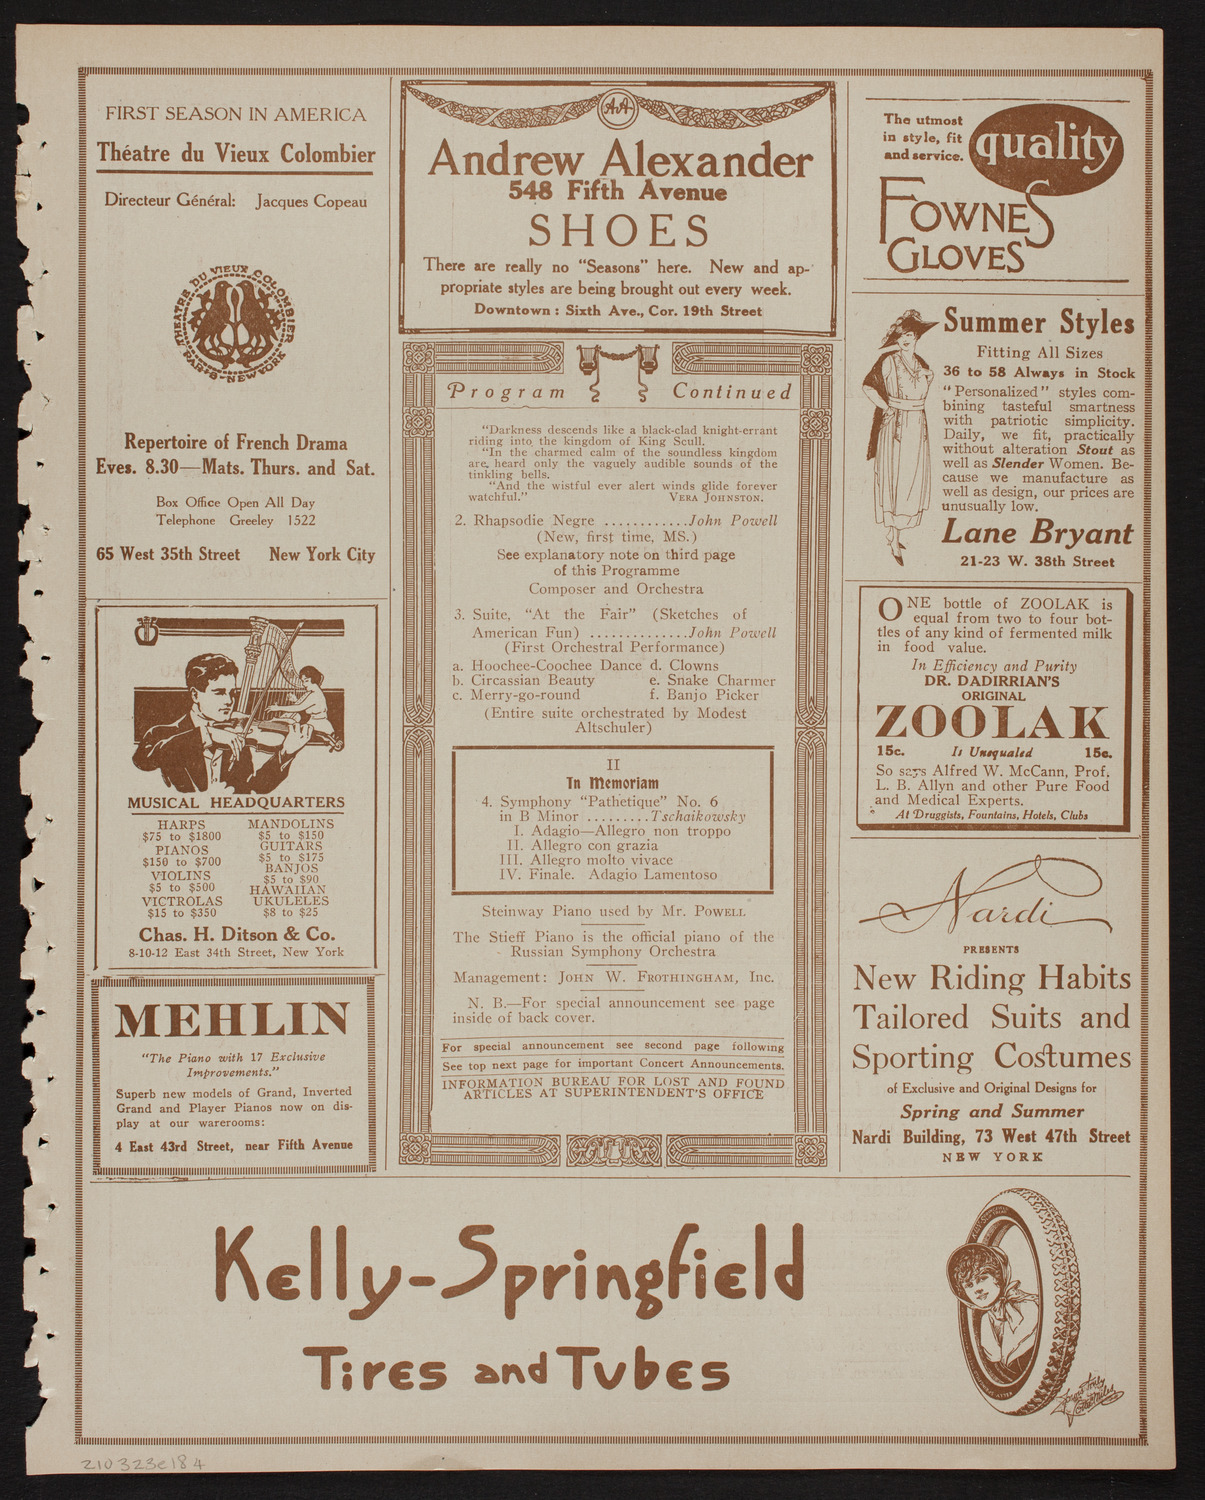 FIRST SEASON IN AMERICA
Théatre du Vieux Colombier
Directeur Général: Jacques Copeau
THEATRE DU VIEUX COLOMBIER
PARIS-NEW YORK
Repertoire of French Drama
Eves. 8.30—Mats. Thurs. and Sat.
Box Office Open All Day
Telephone Greeley 1522
65 West 35th Street New York City
MUSICAL HEADQUARTERS
HARPS
$75 to $1800
PIANOS
$150 to $700
VIOLINS
$5 to $500
VICTROLAS
$15 to $350
MANDOLINS
$5 to $150
GUITARS
$5 to $175
BANJOS
$5 to $90
HAWAIIAN
UKULELES
$8 to $25
Chas. H. Ditson & Co.
8-10-12 East 34th Street, New York
MEHLIN
"The Piano with 17 Exclusive
Improvements."
Superb new models of Grand, Inverted
Grand and Player Pianos now on dis-
play at our warerooms:
4 East 43rd Street, near Fifth Avenue
AA
Andrew Alexander
548 Fifth Avenue
SHOES
There are really no "Seasons" here. New and ap-
propriate styles are being brought out every week.
Downtown: Sixth Ave., Cor. 19th Street
Program Continued
"Darkness descends like a black-clad knight-errant
riding into the kingdom of King Scull.
"In the charmed calm of the soundless kingdom
are heard only the vaguely audible sounds of the
tinkling bells.
"And the wistful ever alert winds glide forever
watchful." VERA JOHNSTON.
2. Rhapsodie Negre ............John Powell
(New, first time, MS.)
See explanatory note on third page
of this Programme
Composer and Orchestra
3. Suite, "At the Fair" (Sketches of
American Fun) ..............John Powell
(First Orchestral Performance)
a. Hoochee-Coochee Dance d. Clowns
b. Circassian Beauty e. Snake Charmer
c. Merry-go-round f. Banjo Picker
(Entire suite orchestrated by Modest
Altschuler)
II
In Memoriam
4. Symphony "Pathetique" No. 6
in B Minor .........Tschaikowsky
I. Adagio—Allegro non troppo
II. Allegro con grazia
III. Allegro molto vivace
IV. Finale. Adagio Lamentoso
Steinway Piano used by Mr. POWELL
The Stieff Piano is the official piano of the
Russian Symphony Orchestra
Management: JOHN W. FROTHINGHAM, Inc.
N. B.—For special announcement see page
inside of back cover.
For special announcement see second page following
See top next page for important Concert Announcements.
INFORMATION BUREAU FOR LOST AND FOUND
ARTICLES AT SUPERINTENDENT'S OFFICE
The utmost
in style, fit
and service.
quality
FOWNES
GLOVES
Summer Styles
Fitting All Sizes
36 to 58 Always in Stock
"Personalized" styles com-
bining tasteful smartness
with patriotic simplicity.
Daily, we fit, practically
without alteration Stout as
well as Slender Women. Be-
cause we manufacture as
well as design, our prices are
unusually low.
Lane Bryant
21-23 W. 38th Street
ONE bottle of ZOOLAK is
equal from two to four bot-
tles of any kind of fermented milk
in food value.
In Efficiency and Purity
DR. DADIRRIAN'S
ORIGINAL
ZOOLAK
15c. Is Unequaled 15c.
So says Alfred W. McCann, Prof.
L. B. Allyn and other Pure Food
and Medical Experts.
At Druggists, Fountains, Hotels, Clubs
Nardi
PRESENTS
New Riding Habits
Tailored Suits and
Sporting Costumes
of Exclusive and Original Designs for
Spring and Summer
Nardi Building, 73 West 47th Street
NEW YORK
Kelly-Springfield
Tires and Tubes
Yours truly
Lotta Miles
210323e184